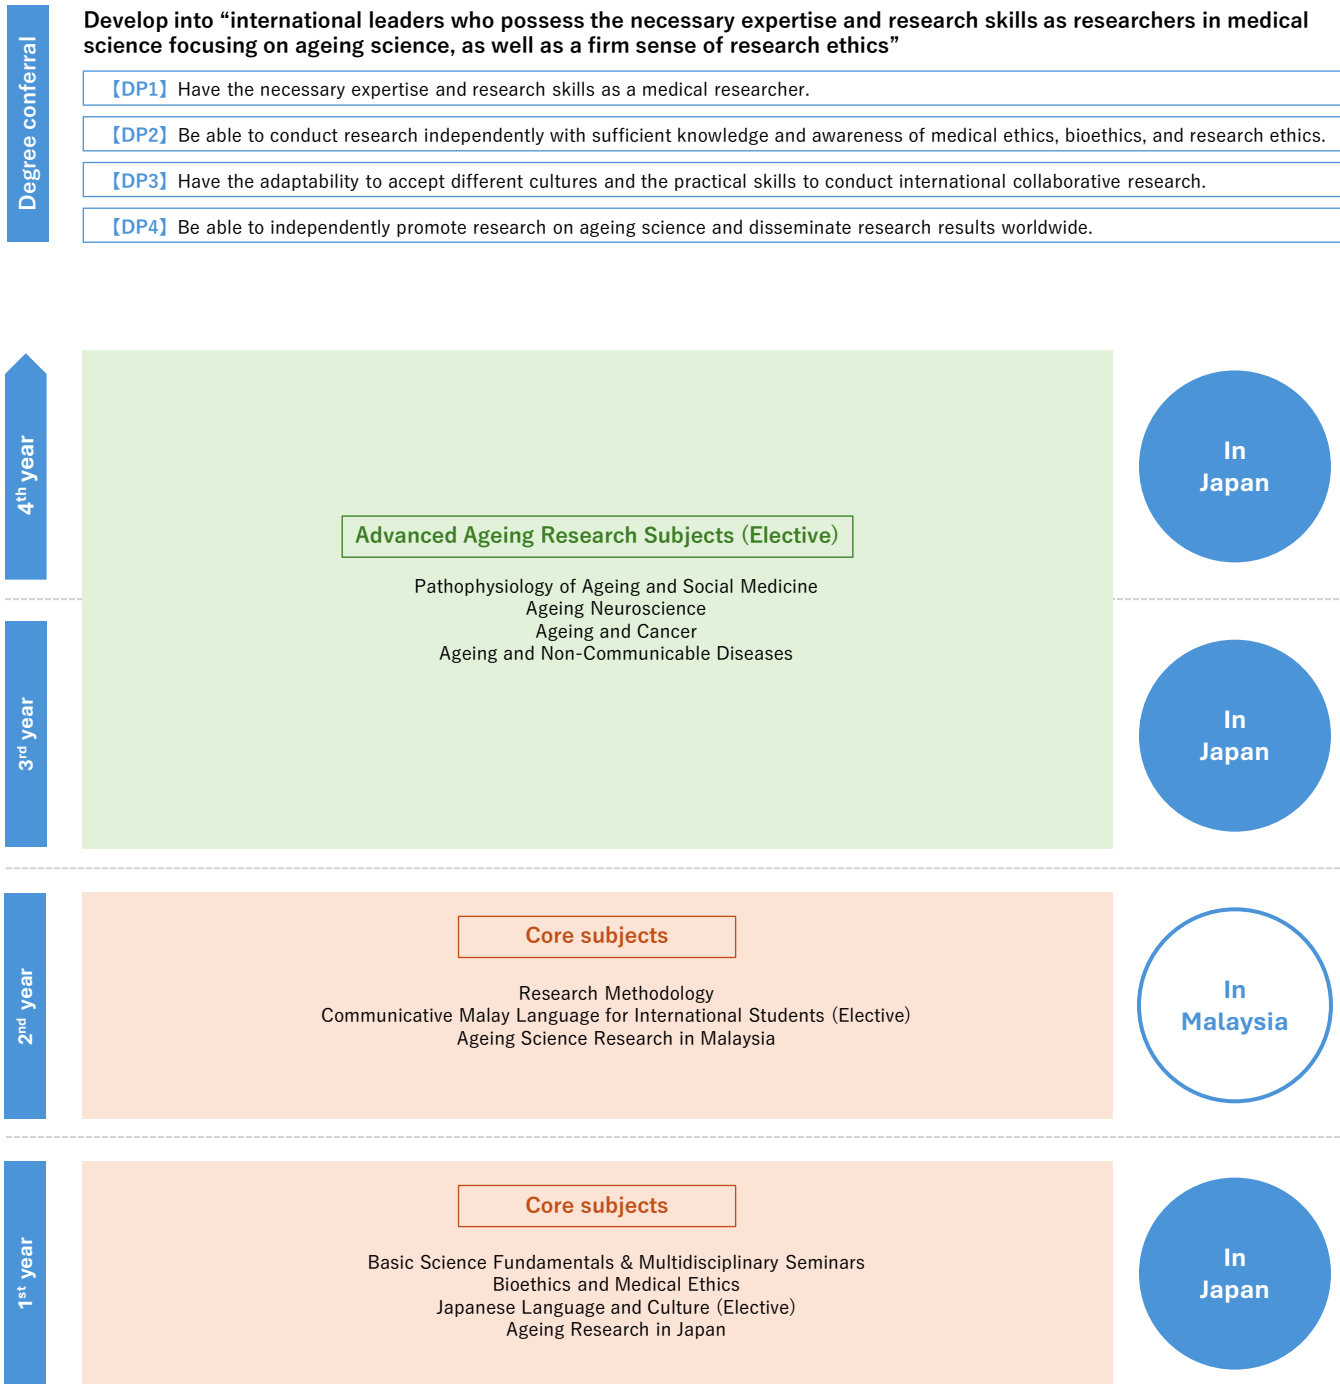 Degree conferral
Develop into “international leaders who possess the necessary expertise and research skills as researchers in medical
science focusing on ageing science, as well as a firm sense of research ethics”
【DP1】Have the necessary expertise and research skills as a medical researcher.
【DP2】Be able to conduct research independently with sufficient knowledge and awareness of medical ethics, bioethics, and research ethics.
【DP3】Have the adaptability to accept different cultures and the practical skills to conduct international collaborative research.
【DP4】Be able to independently promote research on ageing science and disseminate research results worldwide.
4th year
Advanced Ageing Research Subjects (Elective)
Pathophysiology of Ageing and Social Medicine
Ageing Neuroscience
Ageing and Cancer
Ageing and Non-Communicable Diseases
In
Japan
3rd year
In
Japan
2nd year
Core subjects
Research Methodology
Communicative Malay Language for International Students (Elective)
Ageing Science Research in Malaysia
In
Malaysia
1st year
Core subjects
Basic Science Fundamentals & Multidisciplinary Seminars
Bioethics and Medical Ethics
Japanese Language and Culture (Elective)
Ageing Research in Japan
In
Japan